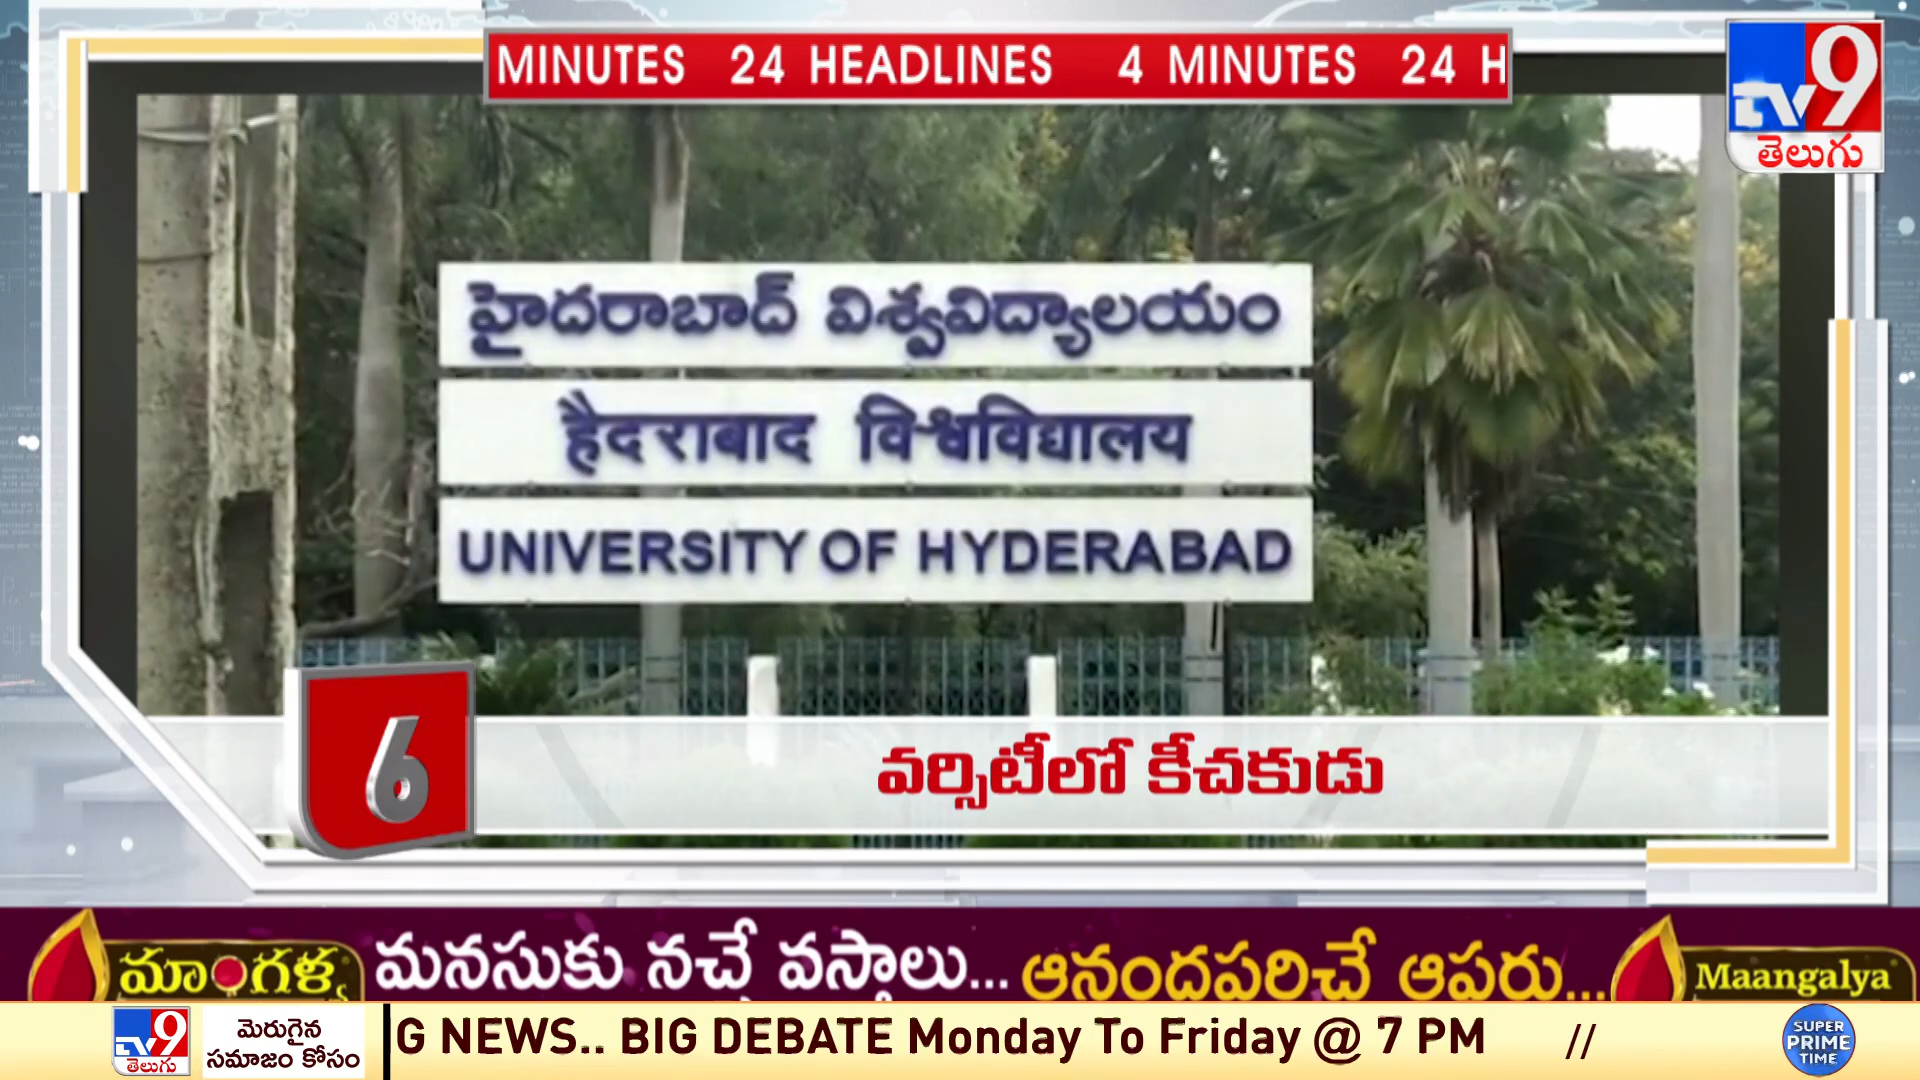 MINUTES 24 HEADLINES 4 MINUTES 24 H
TV9
తెలుగు
హైదరాబాద్ విశ్వవిద్యాలయం
हैदराबाद विश्वविद्यालय
UNIVERSITY OF HYDERABAD
6
వర్సిటీలో కీచకుడు
మాంగళ్య
మనసుకు నచ్చే వస్త్రాలు... ఆనందపరిచే ఆఫరు...
Maangalya
TV9
తెలుగు
మెరుగైన
సమాజం కోసం
G NEWS.. BIG DEBATE Monday To Friday @ 7 PM //
SUPER
PRIME
TIME